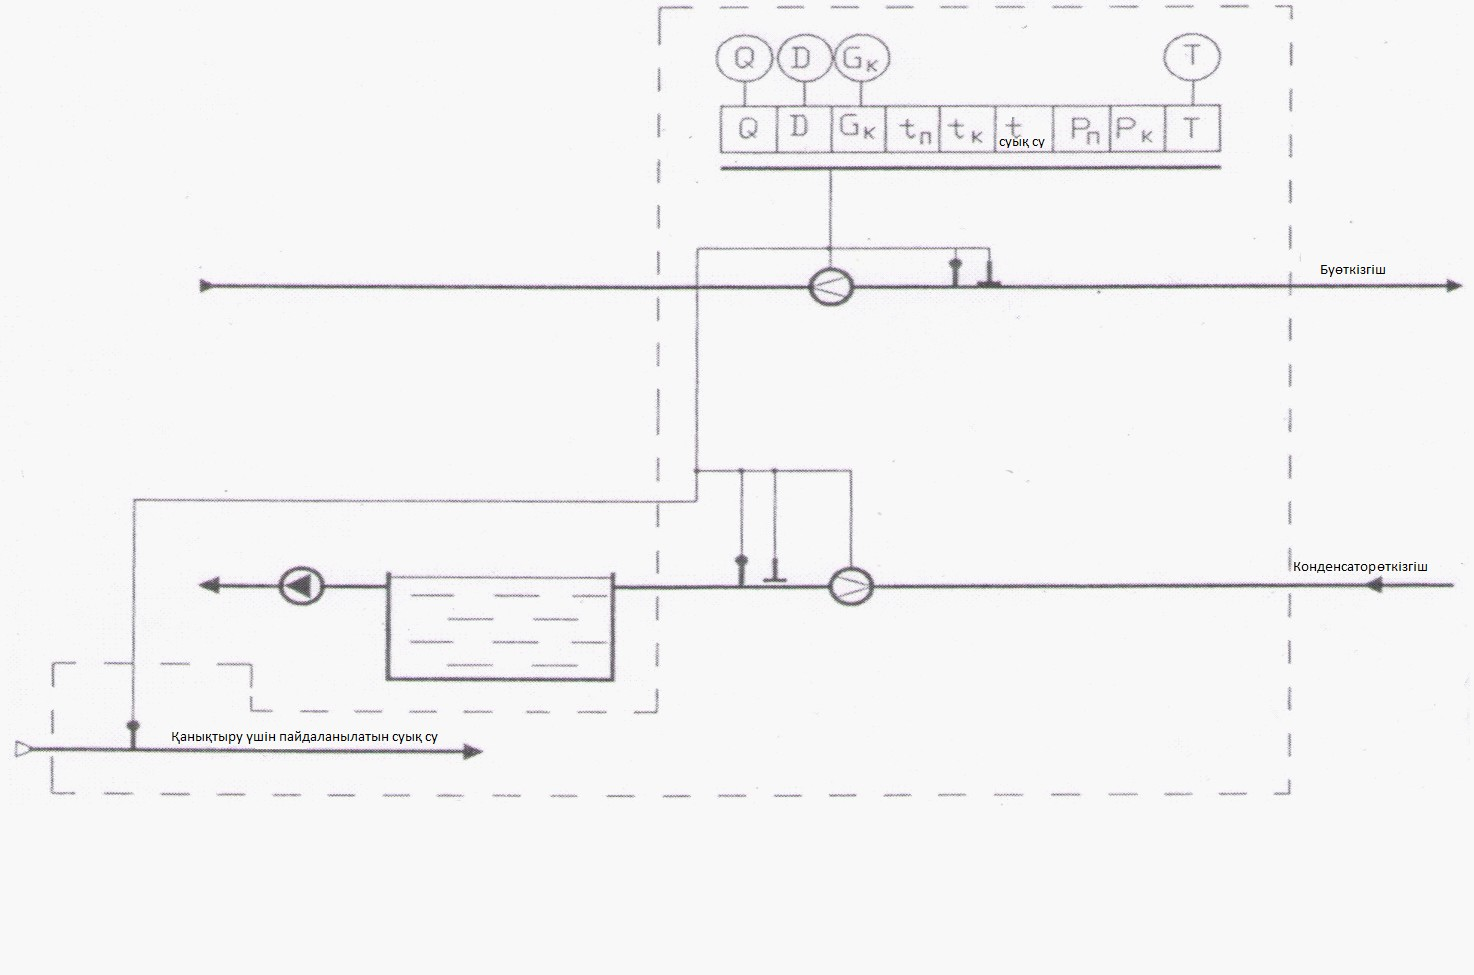 Q D Gк T
Q D Gк tп tк t суық су Pп Pк T
Буөткізгіш
Конденсаторөткізгіш
Қанықтыру үшін пайдаланылатын суық су